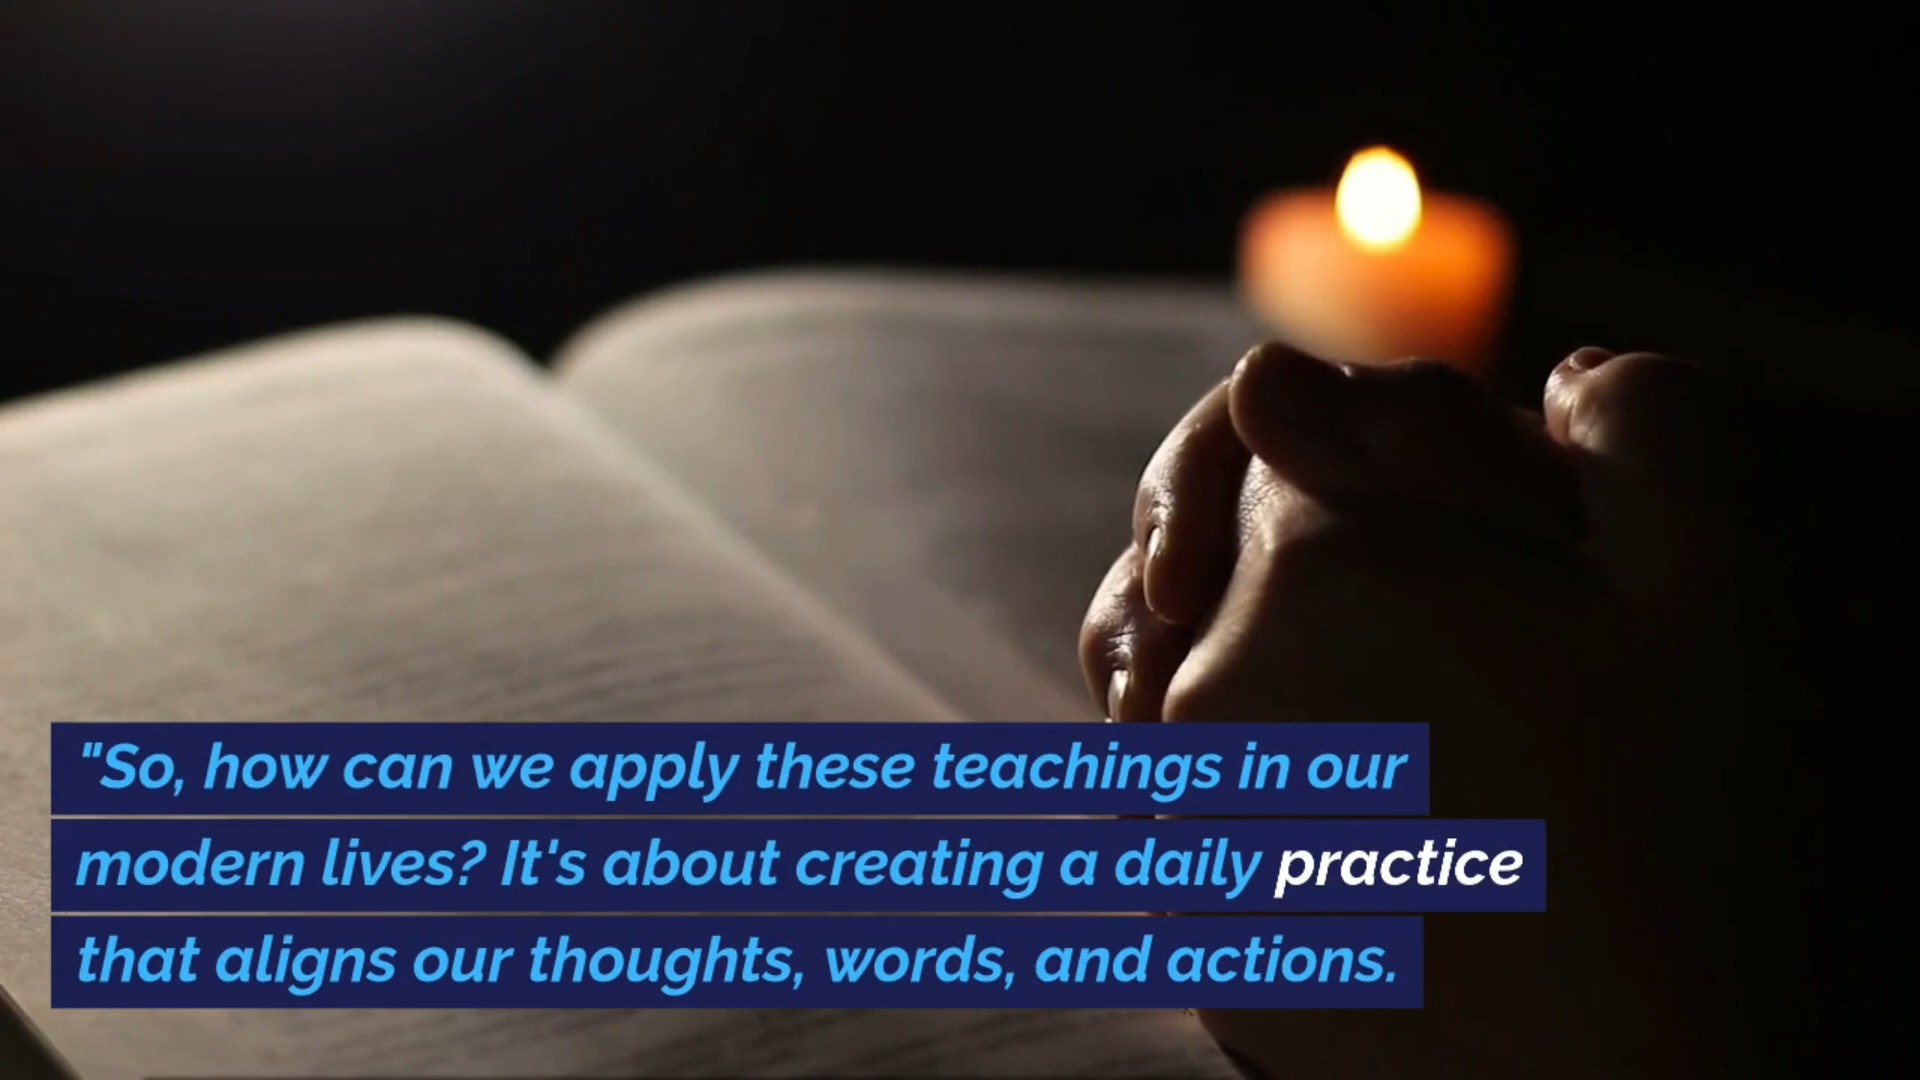 "So, how can we apply these teachings in our
modern lives? It's about creating a daily practice
that aligns our thoughts, words, and actions.